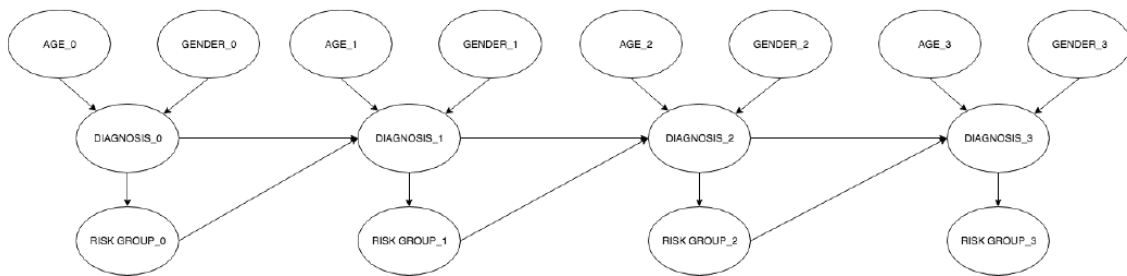 AGE_0
GENDER_0
AGE_1
GENDER_1
AGE_2
GENDER_2
AGE_3
GENDER_3
DIAGNOSIS_0
DIAGNOSIS_1
DIAGNOSIS_2
DIAGNOSIS_3
RISK GROUP_0
RISK GROUP_1
RISK GROUP_2
RISK GROUP_3